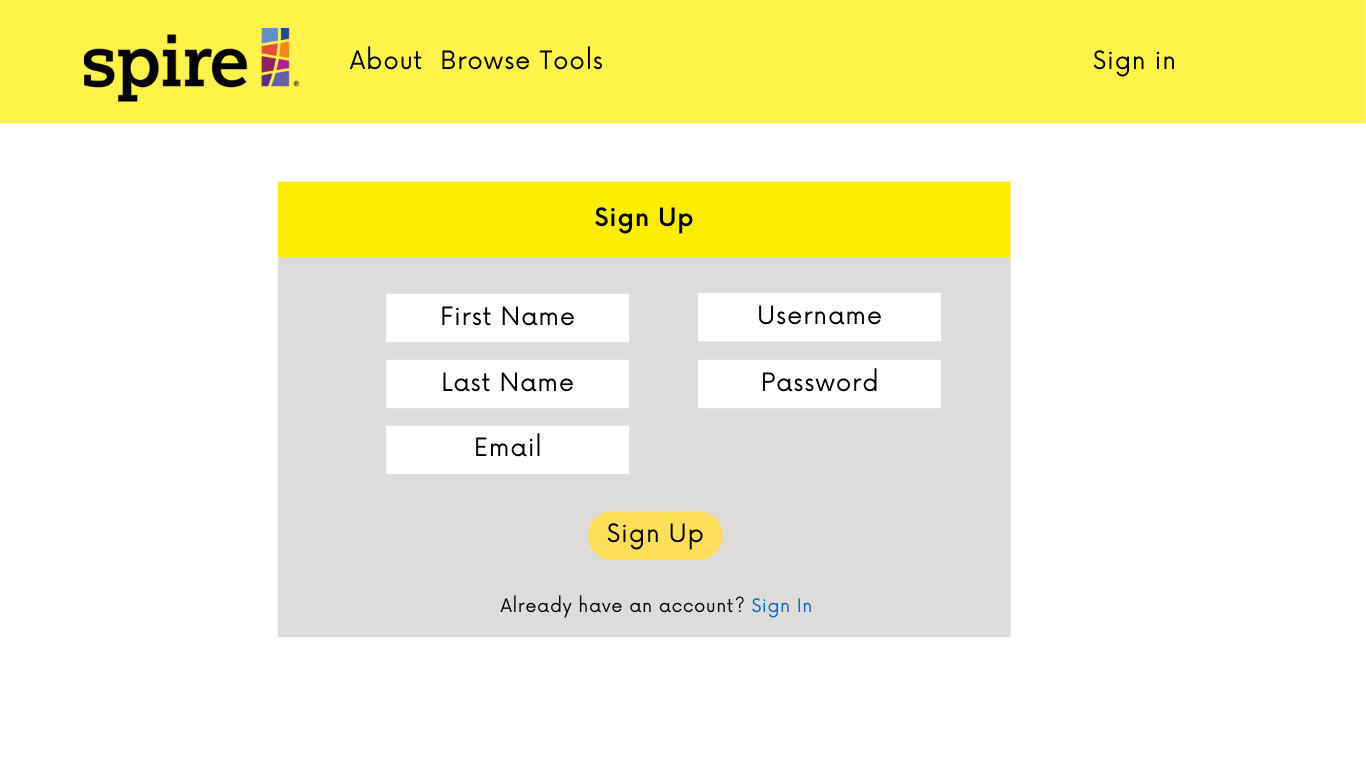 spire
About Browse Tools
Sign in
Sign Up
First Name
Username
Last Name
Password
Email
Sign Up
Already have an account? Sign In